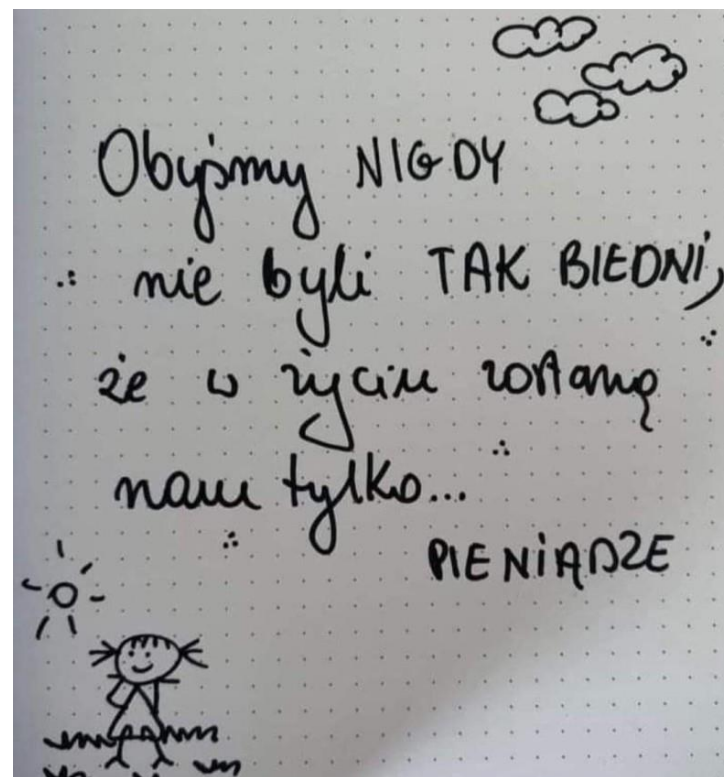 Obyśmy NIGDY
nie byli TAK BIEDNI,
że w życiu zostaną
nam tylko...
PIENIĄDZE